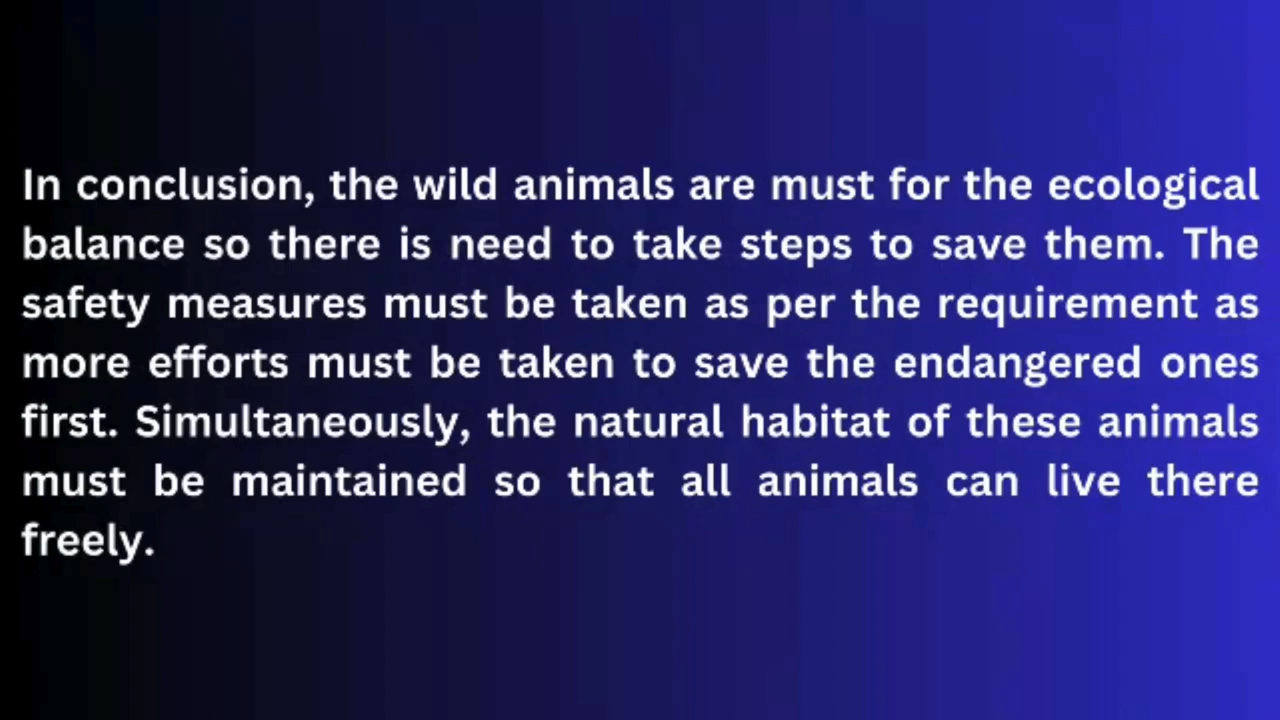 In conclusion, the wild animals are must for the ecological
balance so there is need to take steps to save them. The
safety measures must be taken as per the requirement as
more efforts must be taken to save the endangered ones
first. Simultaneously, the natural habitat of these animals
must be maintained so that all animals can live there
freely.